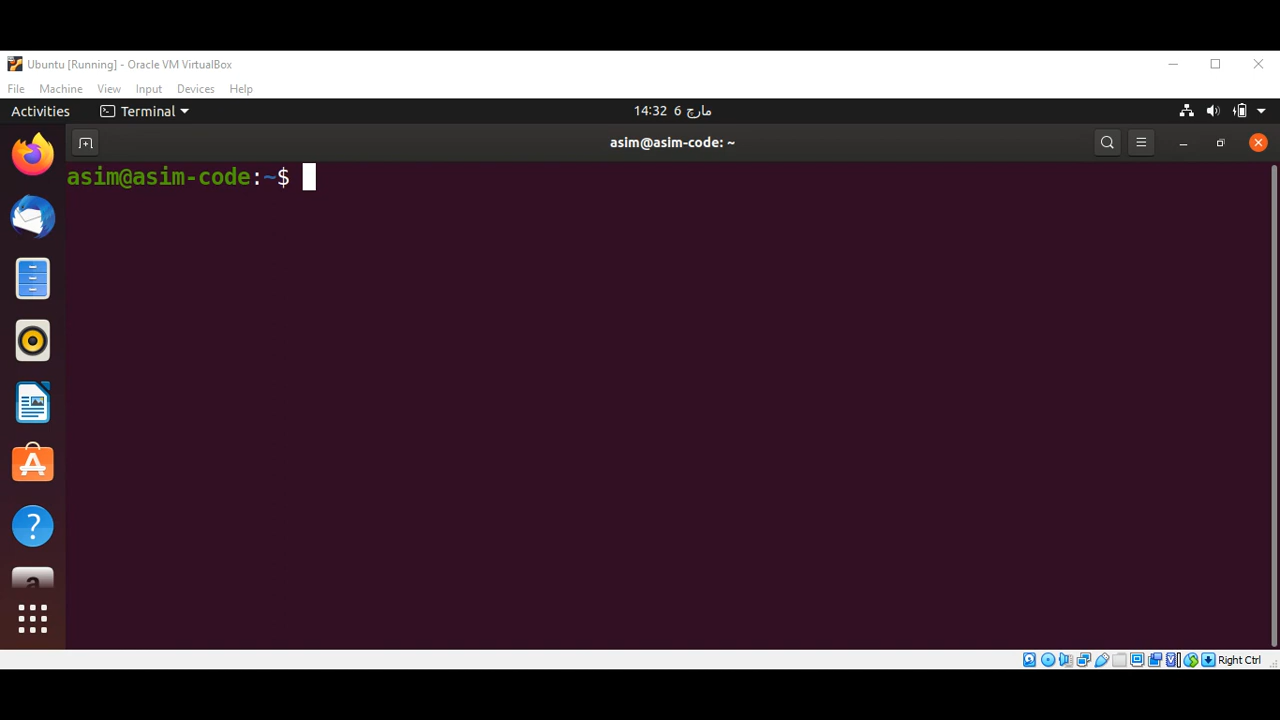 Ubuntu [Running] - Oracle VM VirtualBox
File Machine View Input Devices Help
Activities Terminal 14:32 6 مارچ
asim@asim-code: ~
asim@asim-code:~$
Right Ctrl